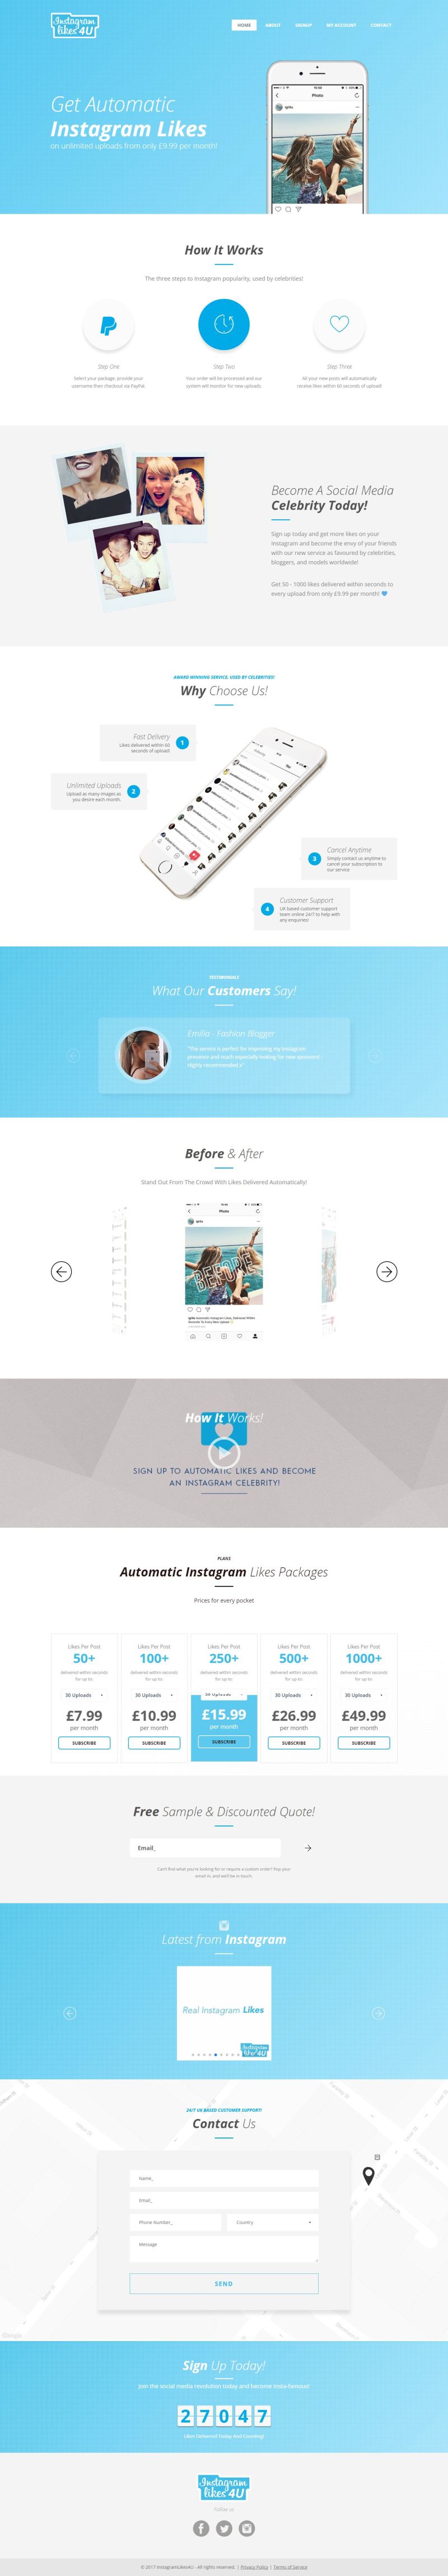 Instagram
likes 4U
HOME ABOUT SIGNUP MY ACCOUNT CONTACT
Get Automatic
Instagram Likes
on unlimited uploads from only £9.99 per month!
Photo
igliku
How It Works
The three steps to Instagram popularity, used by celebrities!
Step One
Select your package, provide your
username then checkout via PayPal.
Step Two
Your order will be processed and our
system will monitor for new uploads.
Step Three
All your new posts will automatically
receive likes within 60 seconds of upload!
Become A Social Media
Celebrity Today!
Sign up today and get more likes on your
Instagram and become the envy of your friends
with our new service as favoured by celebrities,
bloggers, and models worldwide!
Get 50 - 1000 likes delivered within seconds to
every upload from only £9.99 per month! 💙
AWARD WINNING SERVICE, USED BY CELEBRITIES!
Why Choose Us!
Fast Delivery
Likes delivered within 60
seconds of upload!
1
Unlimited Uploads
Upload as many images as
you desire each month.
2
3
Cancel Anytime
Simply contact us anytime to
cancel your subscription to
our service
4
Customer Support
UK based customer support
team online 24/7 to help with
any enquiries!
TESTIMONIALS
What Our Customers Say!
Emilia - Fashion Blogger
"The service is perfect for improving my Instagram
presence and reach especially looking for new sponsors!
Highly recommended x"
Before & After
Stand Out From The Crowd With Likes Delivered Automatically!
Photo
BEFORE
How It Works!
SIGN UP TO AUTOMATIC LIKES AND BECOME
AN INSTAGRAM CELEBRITY!
PLANS
Automatic Instagram Likes Packages
Prices for every pocket
Likes Per Post
50+
delivered within seconds
for up to:
30 Uploads
£7.99
per month
SUBSCRIBE
Likes Per Post
100+
delivered within seconds
for up to:
30 Uploads
£10.99
per month
SUBSCRIBE
Likes Per Post
250+
delivered within seconds
for up to:
30 Uploads
£15.99
per month
SUBSCRIBE
Likes Per Post
500+
delivered within seconds
for up to:
30 Uploads
£26.99
per month
SUBSCRIBE
Likes Per Post
1000+
delivered within seconds
for up to:
30 Uploads
£49.99
per month
SUBSCRIBE
Free Sample & Discounted Quote!
Email_
Can't find what you're looking for or require a custom order? Pop your
email in, and we'll be in touch.
Latest from Instagram
Real Instagram Likes
Instagram
likes 4U
24/7 UK BASED CUSTOMER SUPPORT!
Contact Us
Name_
Email_
Phone Number_
Country
Message
SEND
Google
Sign Up Today!
Join the social media revolution today and become insta-famous!
27047
Likes Delivered Today And Counting!
Instagram
likes 4U
Follow us
© 2017 InstagramLikes4u - All rights reserved. | Privacy Policy | Terms of Service